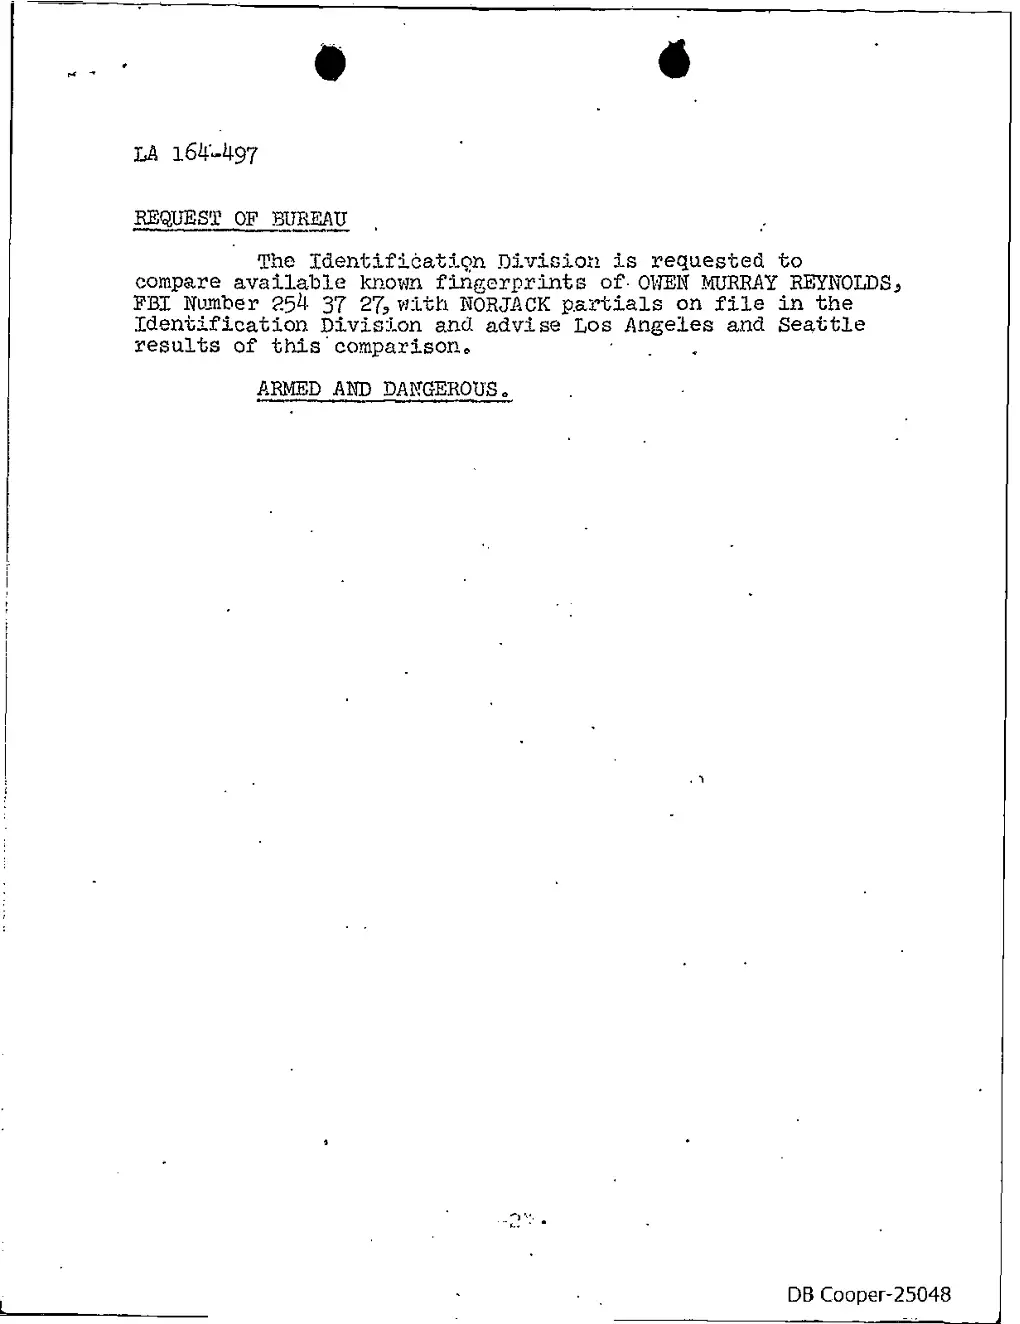 LA 164-497
REQUEST OF BUREAU
The Identification Division is requested to
compare available known fingerprints of OWEN MURRAY REYNOLDS,
FBI Number 254 37 27, with NORJACK partials on file in the
Identification Division and advise Los Angeles and Seattle
results of this comparison.
ARMED AND DANGEROUS.
-2-
DB Cooper-25048